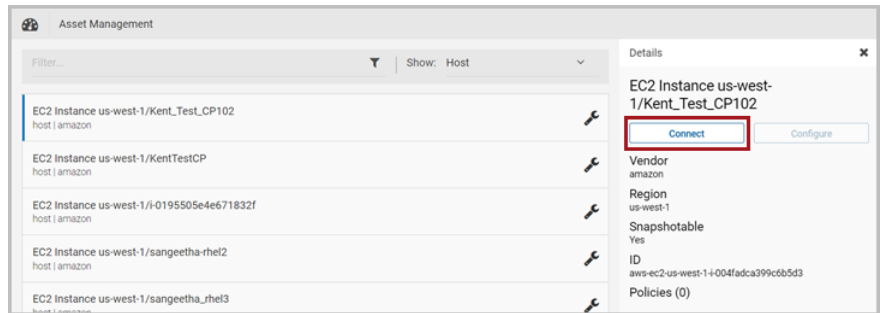 Asset Management
Filter...
Show: Host
EC2 Instance us-west-1/Kent_Test_CP102
host | amazon
EC2 Instance us-west-1/KentTestCP
host | amazon
EC2 Instance us-west-1/i-0195505e4e671832f
host | amazon
EC2 Instance us-west-1/sangeetha-rhel2
host | amazon
EC2 Instance us-west-1/sangeetha_rhel3
host | amazon
Details
EC2 Instance us-west-
1/Kent_Test_CP102
Connect
Configure
Vendor
amazon
Region
us-west-1
Snapshotable
Yes
ID
aws-ec2-us-west-1-i-004fadca399c6b5d3
Policies (0)